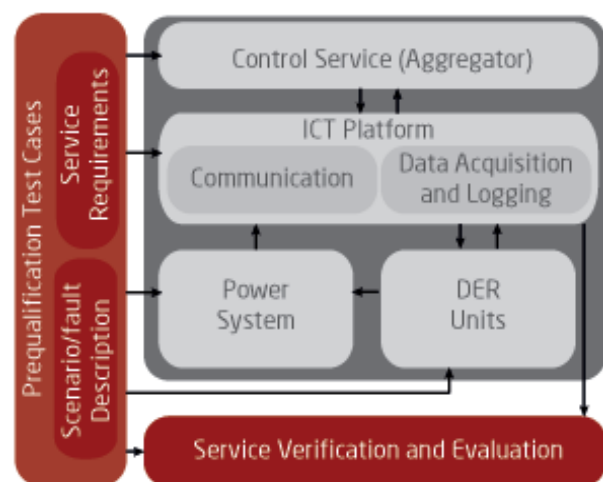 Prequalification Test Cases
Service
Requirements
Scenario/fault
Description
Control Service (Aggregator)
ICT Platform
Communication
Data Acquisition
and Logging
Power
System
DER
Units
Service Verification and Evaluation